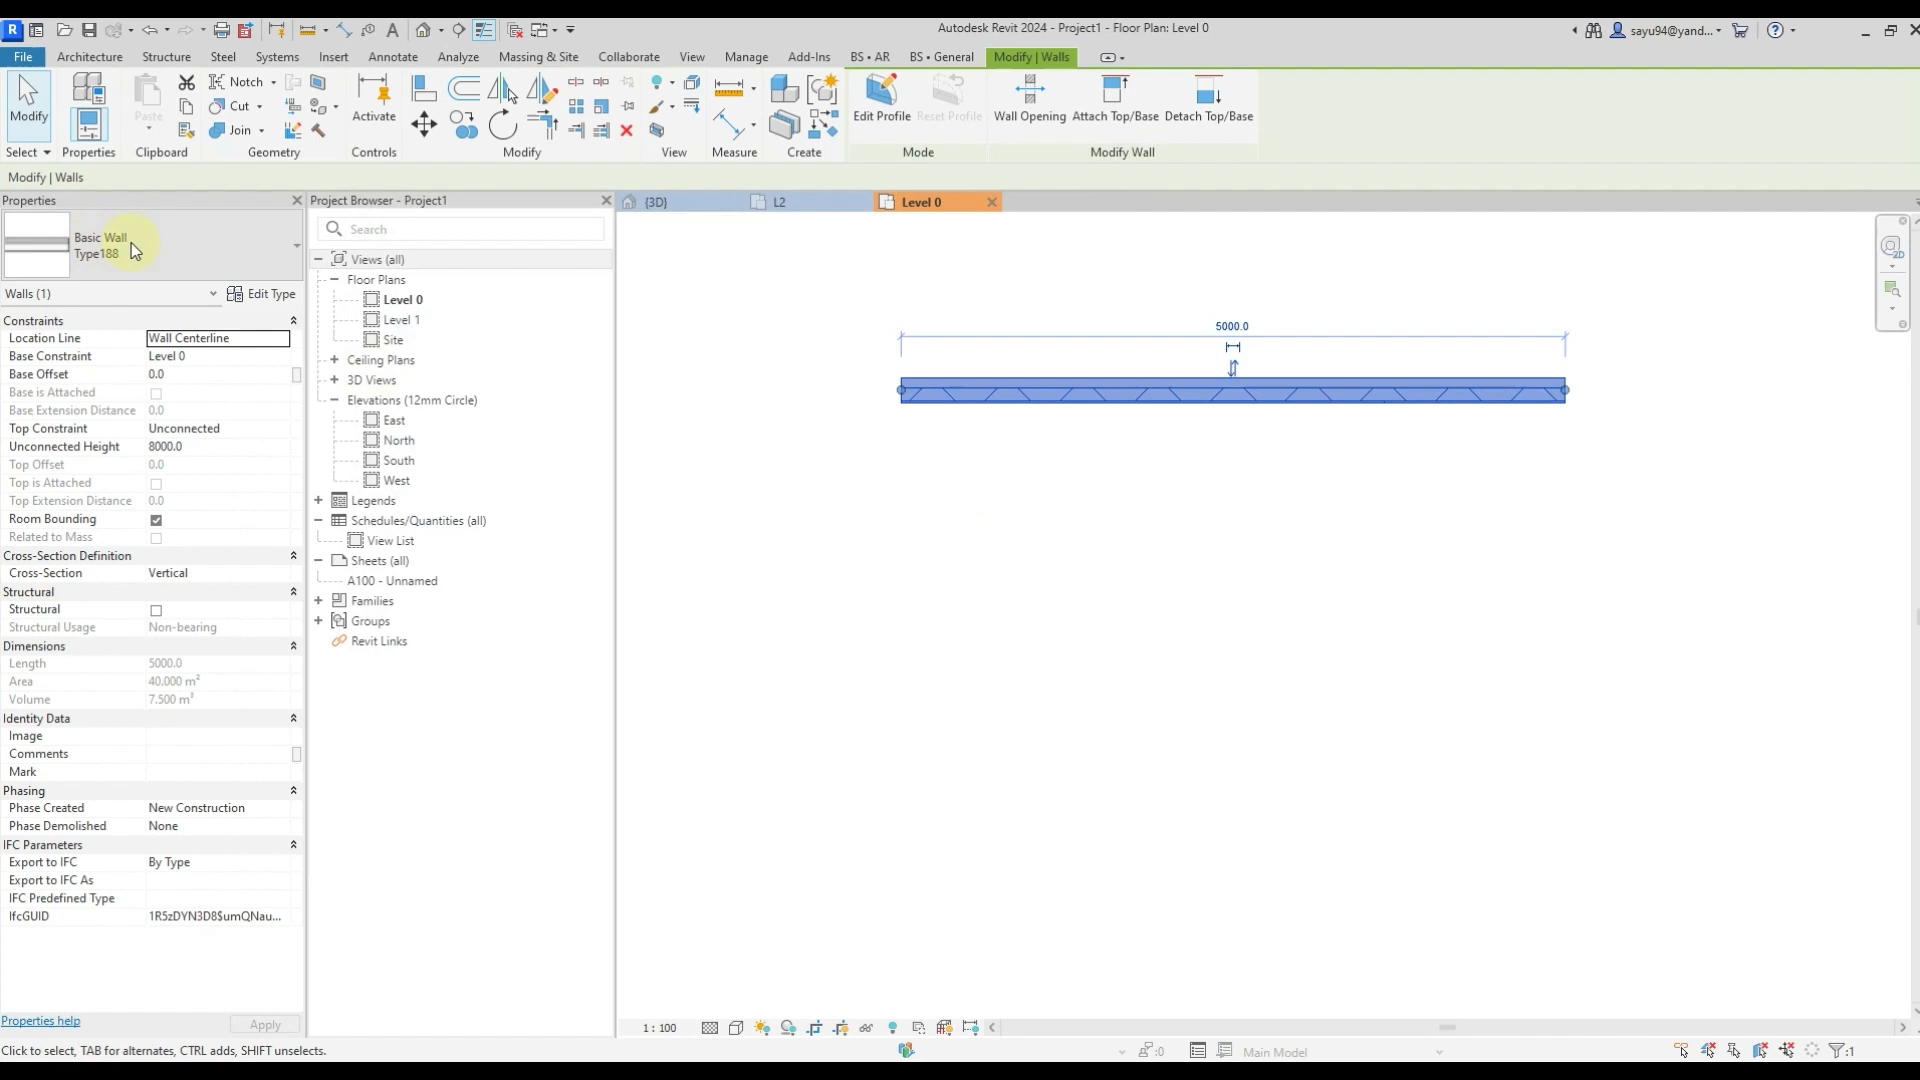 Autodesk Revit 2024 - Project1 - Floor Plan: Level 0
sayu94@yand...
File Architecture Structure Steel Systems Insert Annotate Analyze Massing & Site Collaborate View Manage Add-Ins BS • AR BS • General Modify | Walls
Modify
Paste
Notch
Cut
Join
Activate
Edit Profile
Reset Profile
Wall Opening
Attach Top/Base
Detach Top/Base
Select Properties Clipboard Geometry Controls Modify View Measure Create Mode Modify Wall
Modify | Walls
Properties
Basic Wall
Type188
Walls (1)
Edit Type
Constraints
Location Line Wall Centerline
Base Constraint Level 0
Base Offset 0.0
Base is Attached
Base Extension Distance 0.0
Top Constraint Unconnected
Unconnected Height 8000.0
Top Offset 0.0
Top is Attached
Top Extension Distance 0.0
Room Bounding
Related to Mass
Cross-Section Definition
Cross-Section Vertical
Structural
Structural
Structural Usage Non-bearing
Dimensions
Length 5000.0
Area 40.000 m²
Volume 7.500 m³
Identity Data
Image
Comments
Mark
Phasing
Phase Created New Construction
Phase Demolished None
IFC Parameters
Export to IFC By Type
Export to IFC As
IFC Predefined Type
IfcGUID 1R5zDYN3D8$umQNau...
Properties help
Apply
Project Browser - Project1
Search
Views (all)
Floor Plans
Level 0
Level 1
Site
Ceiling Plans
3D Views
Elevations (12mm Circle)
East
North
South
West
Legends
Schedules/Quantities (all)
View List
Sheets (all)
A100 - Unnamed
Families
Groups
Revit Links
{3D}
L2
Level 0
2D
5000.0
1 : 100
Click to select, TAB for alternates, CTRL adds, SHIFT unselects.
:0
Main Model
:1